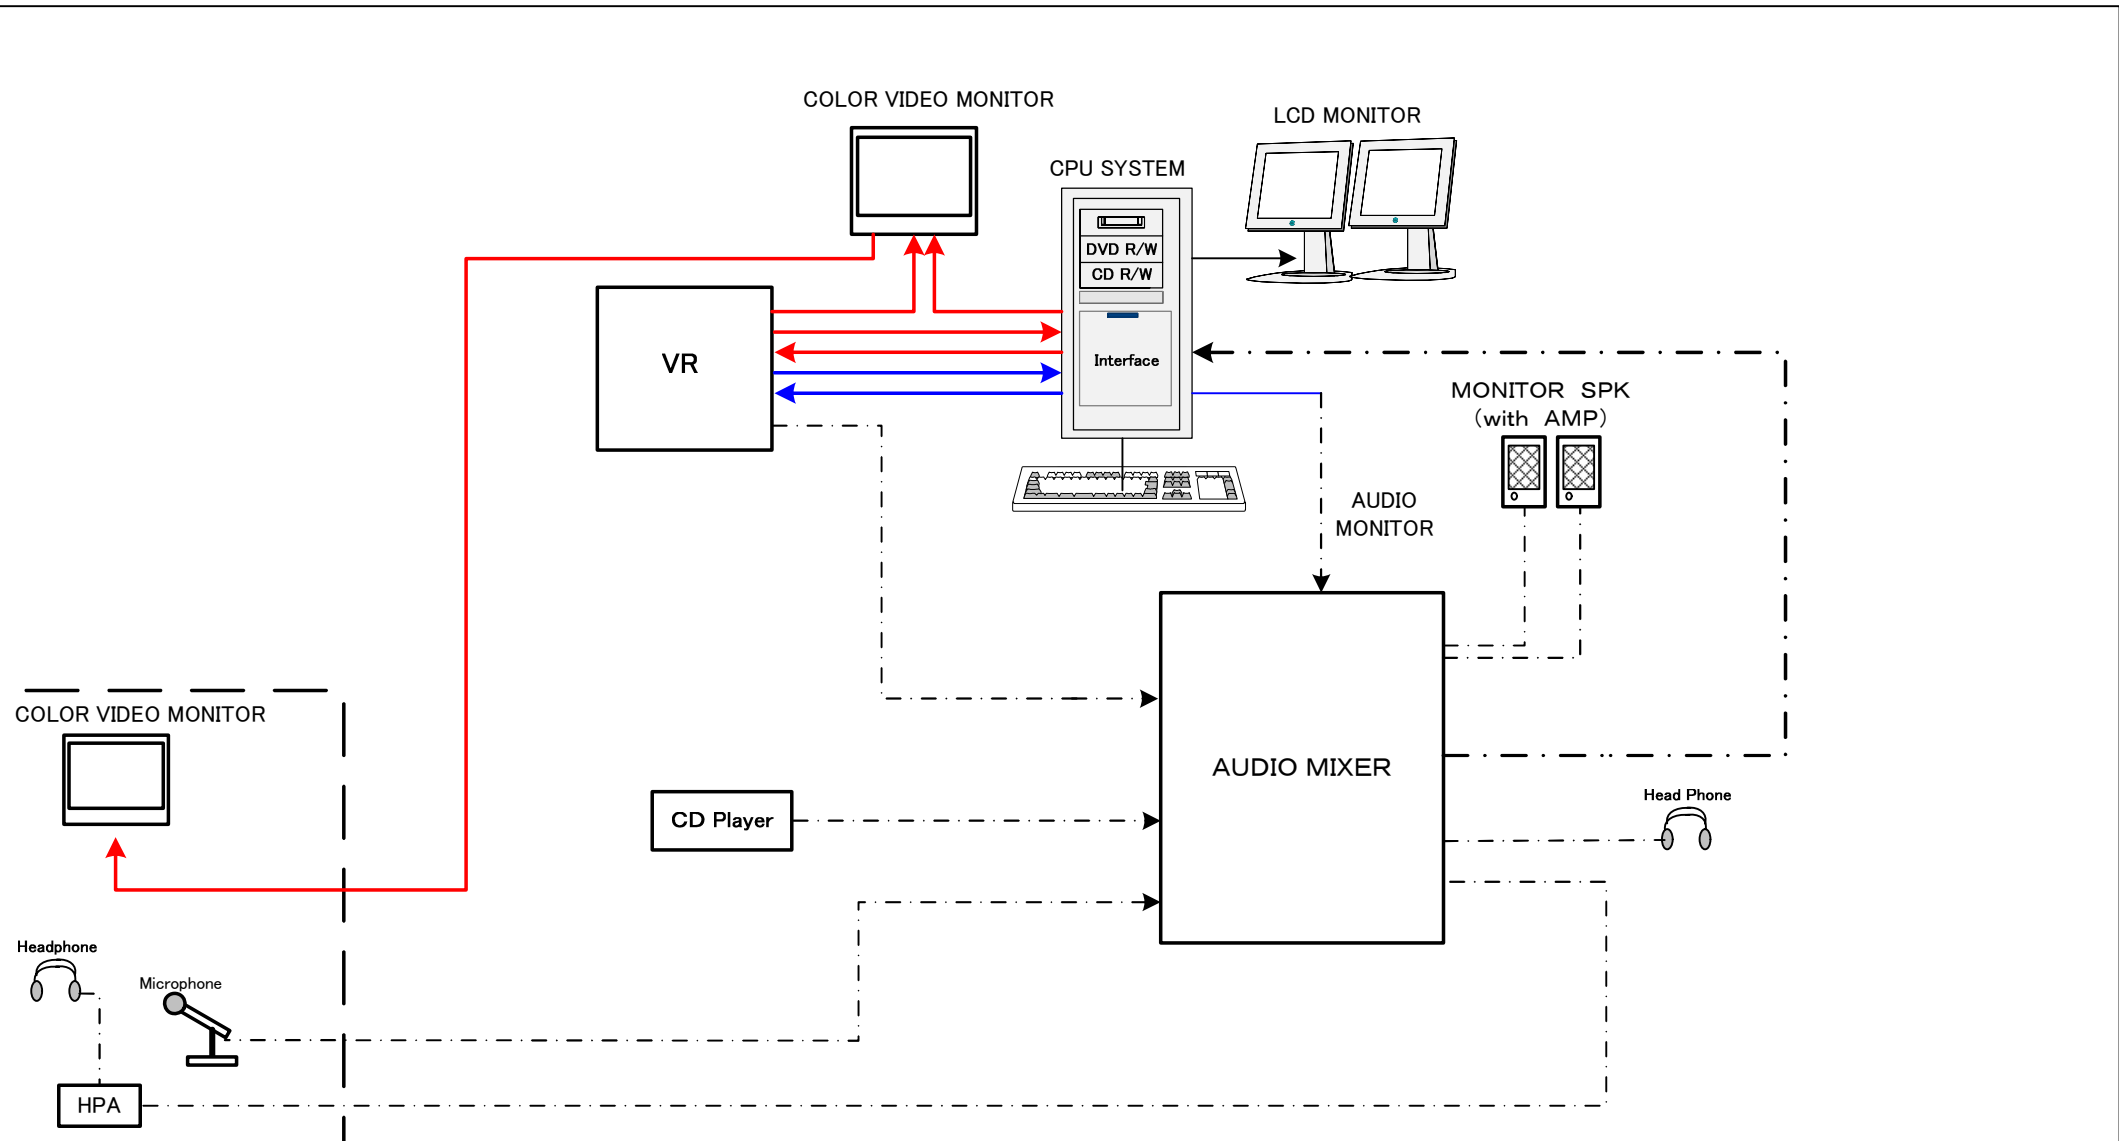 COLOR VIDEO MONITOR
LCD MONITOR
CPU SYSTEM
DVD R/W
CD R/W
VR
Interface
MONITOR SPK
(with AMP)
AUDIO
MONITOR
COLOR VIDEO MONITOR
AUDIO MIXER
Head Phone
CD Player
Headphone
Microphone
HPA